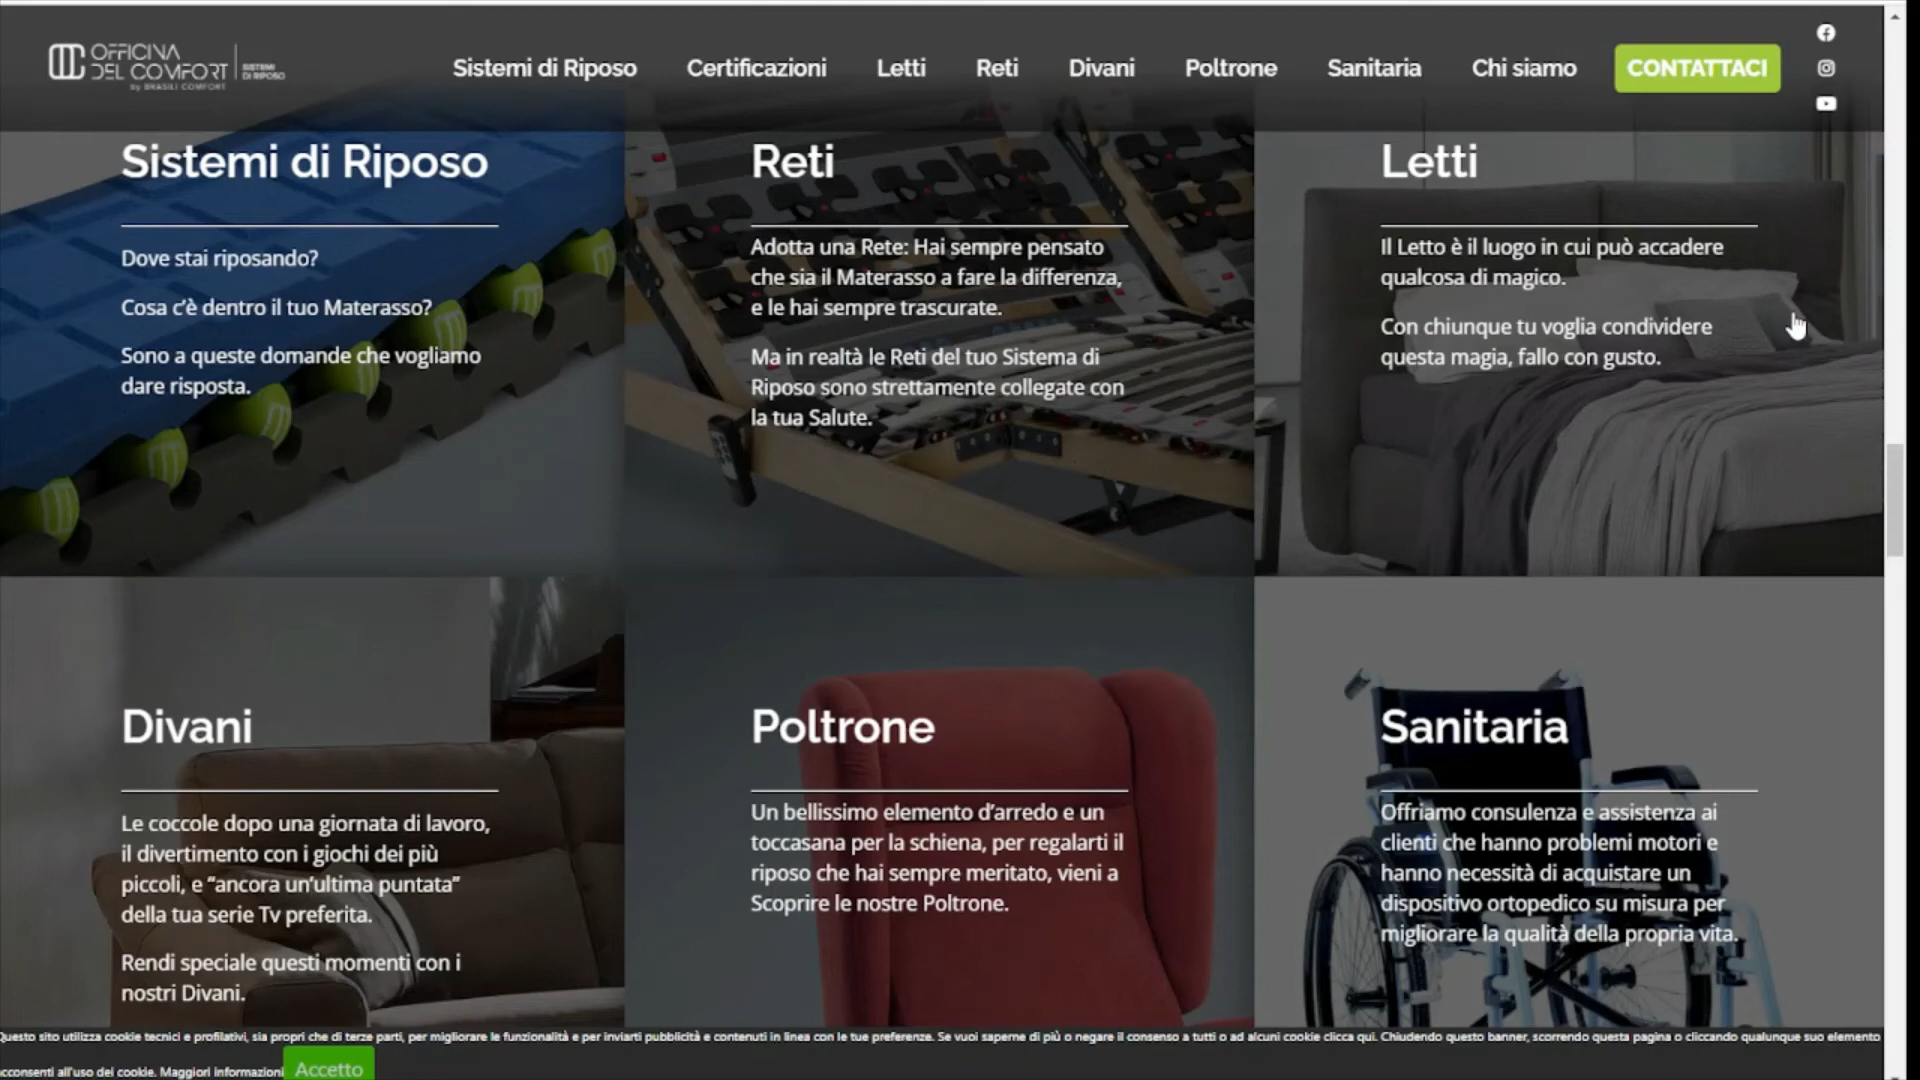 OFFICINA
DEL COMFORT
by BRASILI COMFORT
SISTEMI
DI RIPOSO
Sistemi di Riposo
Certificazioni
Letti
Reti
Divani
Poltrone
Sanitaria
Chi siamo
CONTATTACI
Sistemi di Riposo
Dove stai riposando?
Cosa c'è dentro il tuo Materasso?
Sono a queste domande che vogliamo
dare risposta.
Reti
Adotta una Rete: Hai sempre pensato
che sia il Materasso a fare la differenza,
e le hai sempre trascurate.
Ma in realtà le Reti del tuo Sistema di
Riposo sono strettamente collegate con
la tua Salute.
Letti
Il Letto è il luogo in cui può accadere
qualcosa di magico.
Con chiunque tu voglia condividere
questa magia, fallo con gusto.
Divani
Le coccole dopo una giornata di lavoro,
il divertimento con i giochi dei più
piccoli, e “ancora un'ultima puntata”
della tua serie Tv preferita.
Rendi speciale questi momenti con i
nostri Divani.
Poltrone
Un bellissimo elemento d'arredo e un
toccasana per la schiena, per regalarti il
riposo che hai sempre meritato, vieni a
Scoprire le nostre Poltrone.
Sanitaria
Offriamo consulenza e assistenza ai
clienti che hanno problemi motori e
hanno necessità di acquistare un
dispositivo ortopedico su misura per
migliorare la qualità della propria vita.
Questo sito utilizza cookie tecnici e profilativi, sia propri che di terze parti, per migliorare le funzionalità e per inviarti pubblicità e contenuti in linea con le tue preferenze. Se vuoi saperne di più o negare il consenso a tutti o ad alcuni cookie clicca qui. Chiudendo questo banner, scorrendo questa pagina o cliccando qualunque suo elemento
acconsenti all'uso dei cookie. Maggiori Informazioni
Accetto